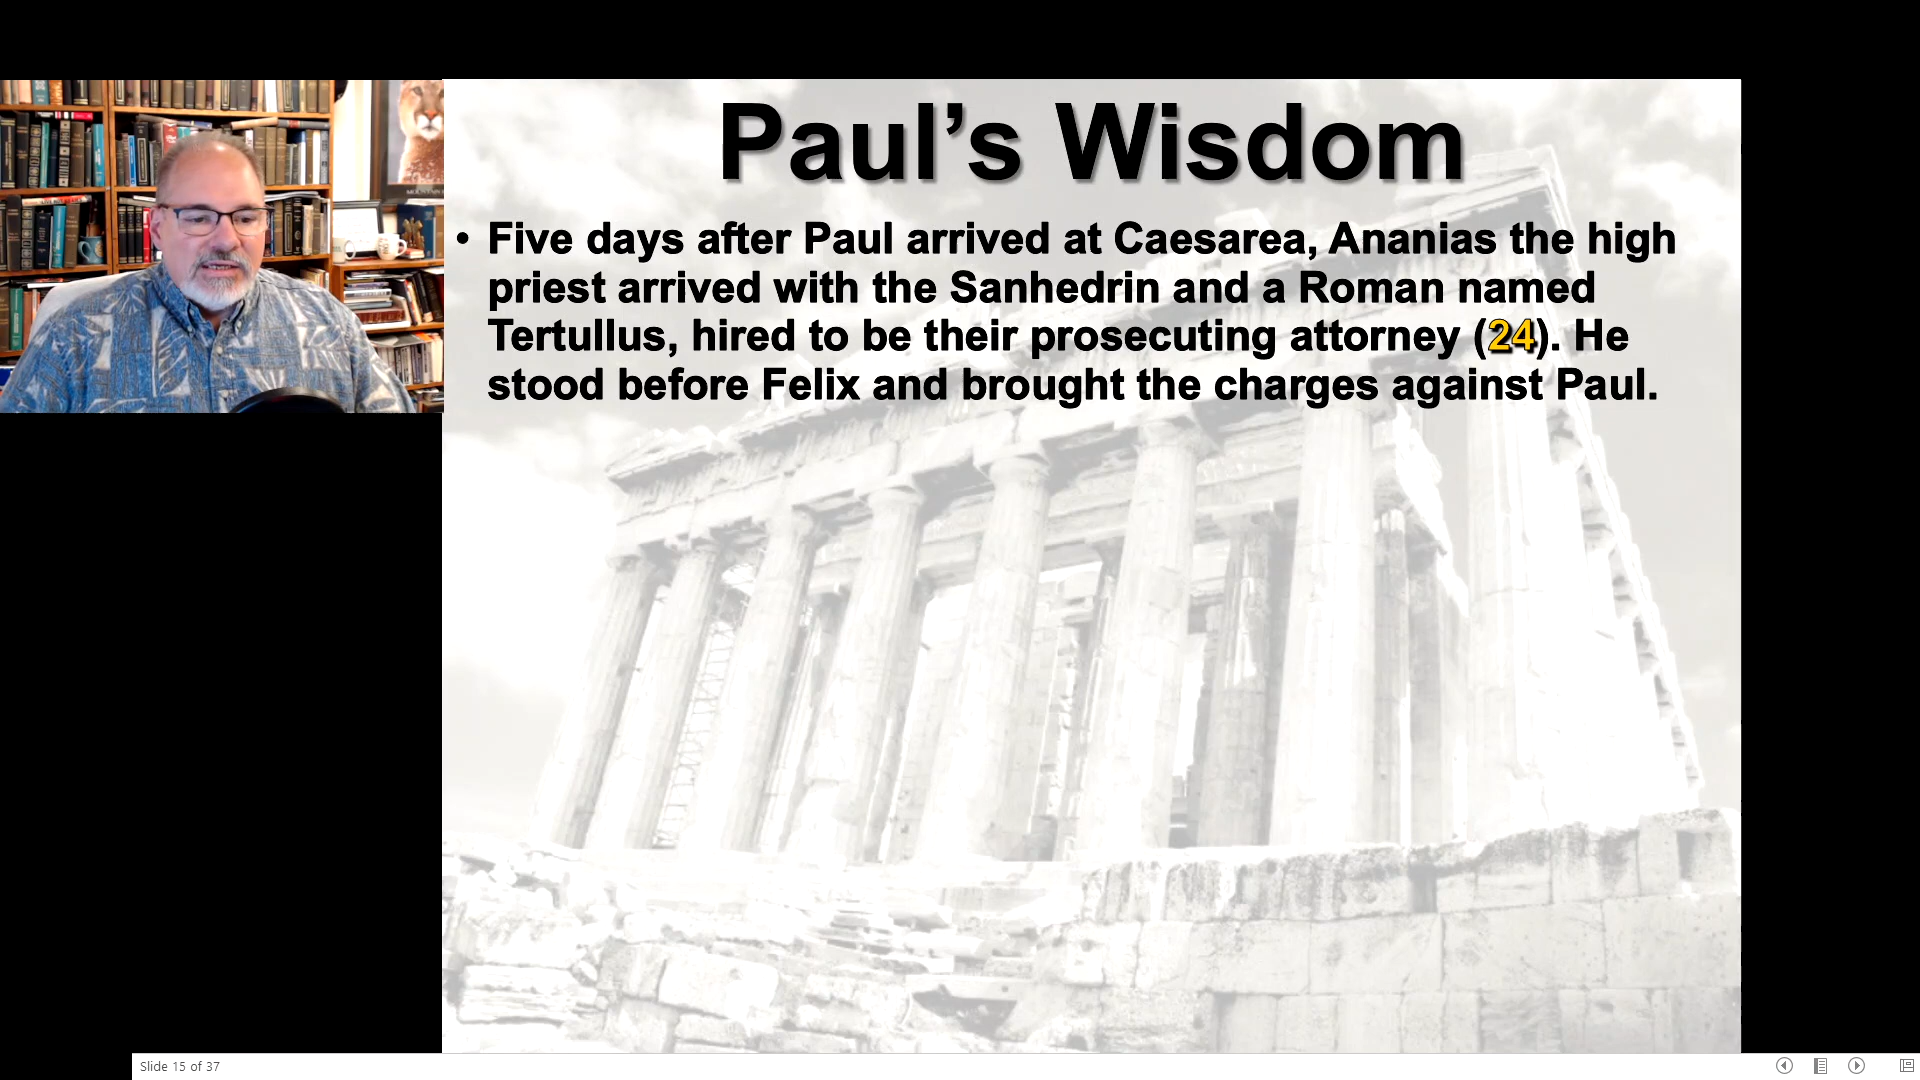 Paul’s Wisdom
• Five days after Paul arrived at Caesarea, Ananias the high
priest arrived with the Sanhedrin and a Roman named
Tertullus, hired to be their prosecuting attorney (24). He
stood before Felix and brought the charges against Paul.
Slide 15 of 37